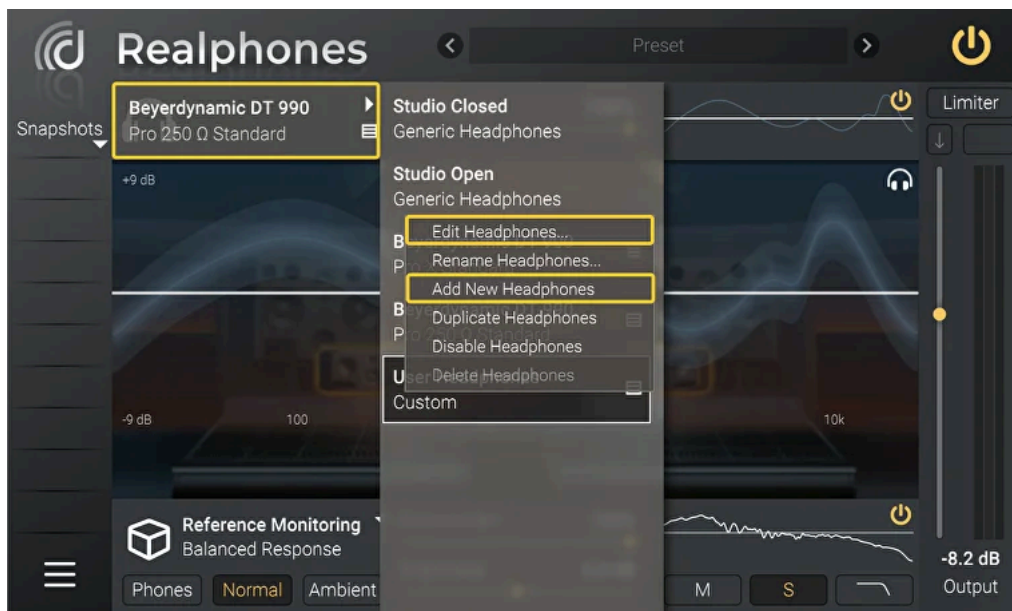 Realphones
Preset
Snapshots
Beyerdynamic DT 990
Pro 250 Ω Standard
Studio Closed
Generic Headphones
Studio Open
Generic Headphones
Edit Headphones...
Rename Headphones...
Add New Headphones
Duplicate Headphones
Disable Headphones
Delete Headphones
User Headphones
Custom
Limiter
+9 dB
-9 dB
100
10k
Reference Monitoring
Balanced Response
Phones
Normal
Ambient
M
S
-8.2 dB
Output